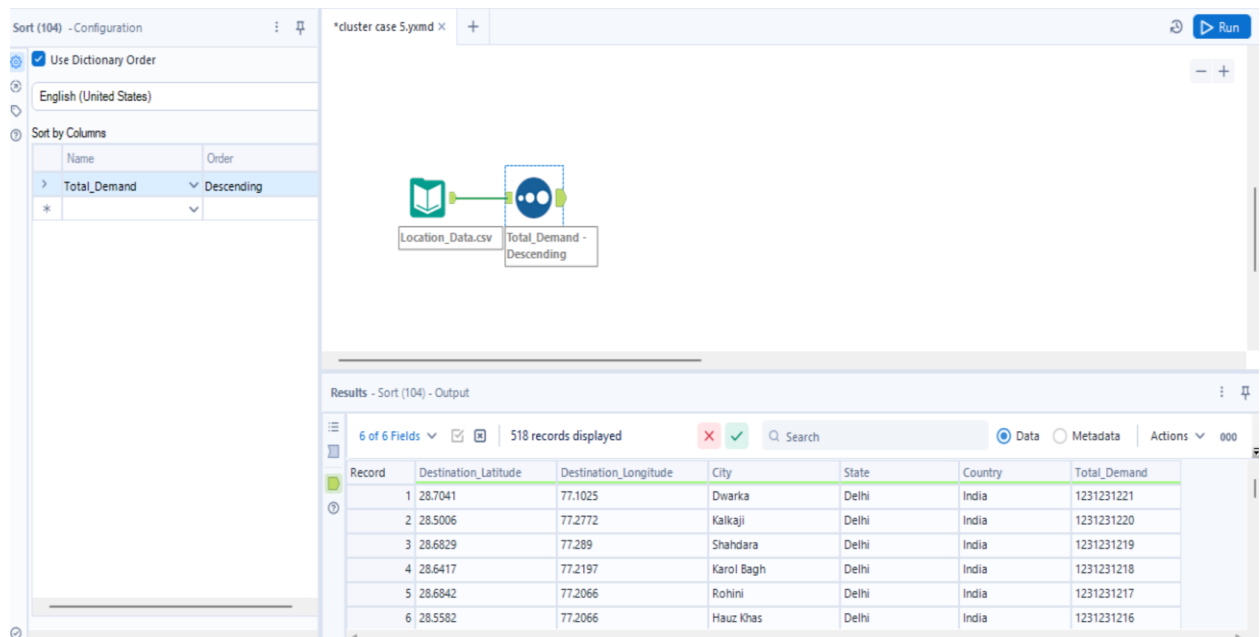 Sort (104) - Configuration
Use Dictionary Order
English (United States)
Sort by Columns
Name Order
Total_Demand Descending
*cluster case 5.yxmd
Run
Location_Data.csv
Total_Demand -
Descending
Results - Sort (104) - Output
6 of 6 Fields 518 records displayed Search Data Metadata Actions 000
Record Destination_Latitude Destination_Longitude City State Country Total_Demand
1 28.7041 77.1025 Dwarka Delhi India 1231231221
2 28.5006 77.2772 Kalkaji Delhi India 1231231220
3 28.6829 77.289 Shahdara Delhi India 1231231219
4 28.6417 77.2197 Karol Bagh Delhi India 1231231218
5 28.6842 77.2066 Rohini Delhi India 1231231217
6 28.5582 77.2066 Hauz Khas Delhi India 1231231216